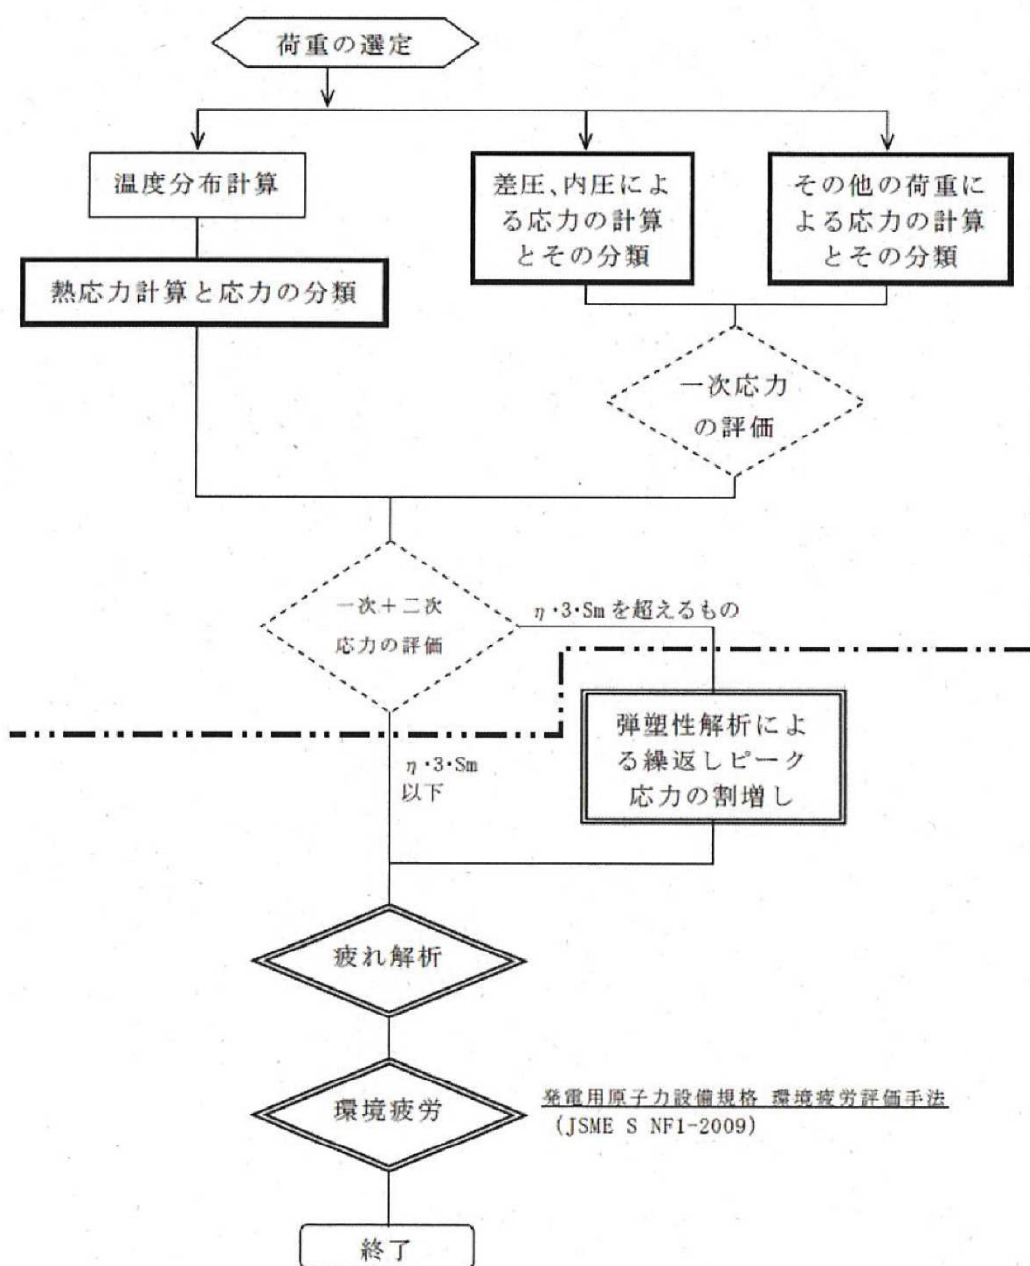 荷重の選定
温度分布計算
熱応力計算と応力の分類
差圧、内圧によ
る応力の計算
とその分類
その他の荷重に
よる応力の計算
とその分類
一次応力
の評価
一次＋二次
応力の評価
η・3・Smを超えるもの
η・3・Sm
以下
弾塑性解析によ
る繰返しピーク
応力の割増し
疲れ解析
環境疲労
発電用原子力設備規格 環境疲労評価手法
(JSME S NF1-2009)
終了